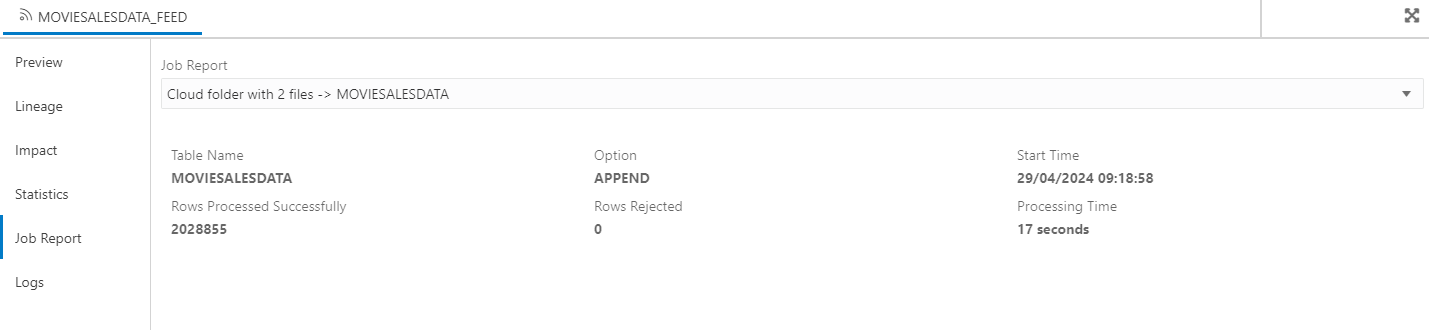 MOVIESALESDATA_FEED
Preview
Lineage
Impact
Statistics
Job Report
Logs
Job Report
Cloud folder with 2 files -> MOVIESALESDATA
Table Name
MOVIESALESDATA
Option
APPEND
Start Time
29/04/2024 09:18:58
Rows Processed Successfully
2028855
Rows Rejected
0
Processing Time
17 seconds